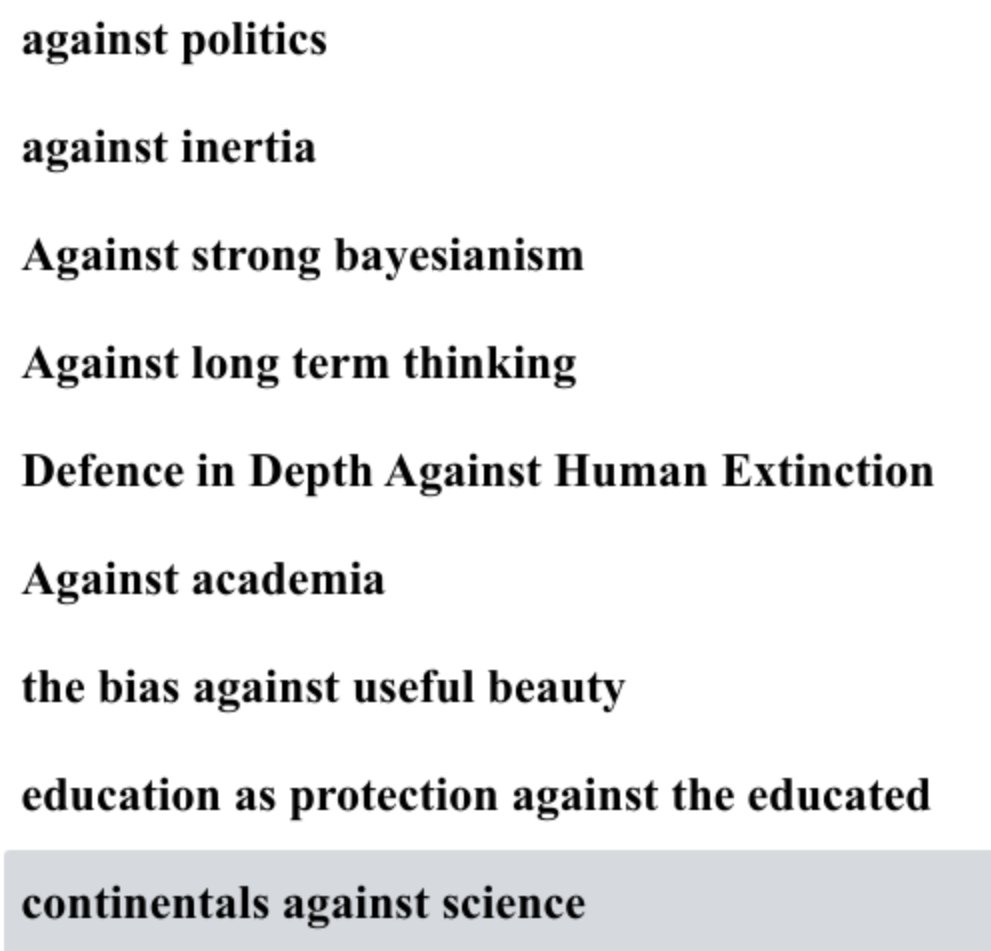 against politics
against inertia
Against strong bayesianism
Against long term thinking
Defence in Depth Against Human Extinction
Against academia
the bias against useful beauty
education as protection against the educated
continentals against science